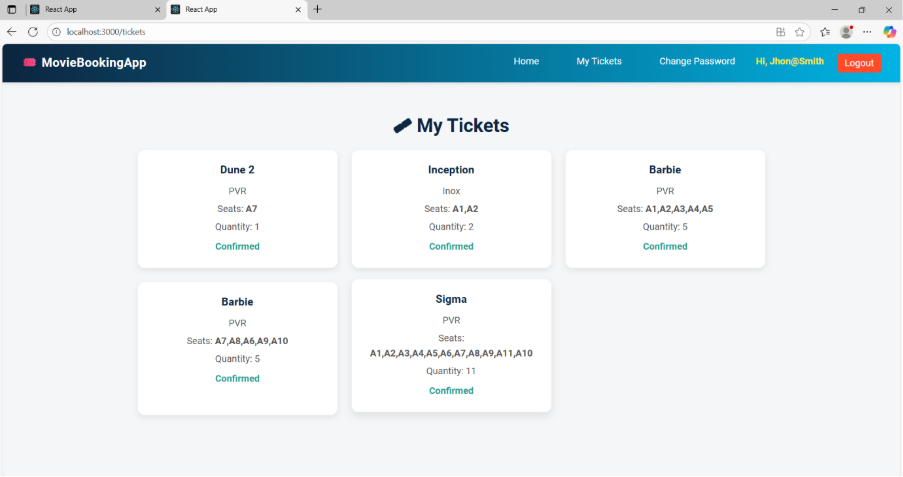 React App
React App
localhost:3000/tickets
MovieBookingApp
Home
My Tickets
Change Password
Hi, Jhon@Smith
Logout
My Tickets
Dune 2
PVR
Seats: A7
Quantity: 1
Confirmed
Inception
Inox
Seats: A1,A2
Quantity: 2
Confirmed
Barbie
PVR
Seats: A1,A2,A3,A4,A5
Quantity: 5
Confirmed
Barbie
PVR
Seats: A7,A8,A6,A9,A10
Quantity: 5
Confirmed
Sigma
PVR
Seats:
A1,A2,A3,A4,A5,A6,A7,A8,A9,A11,A10
Quantity: 11
Confirmed